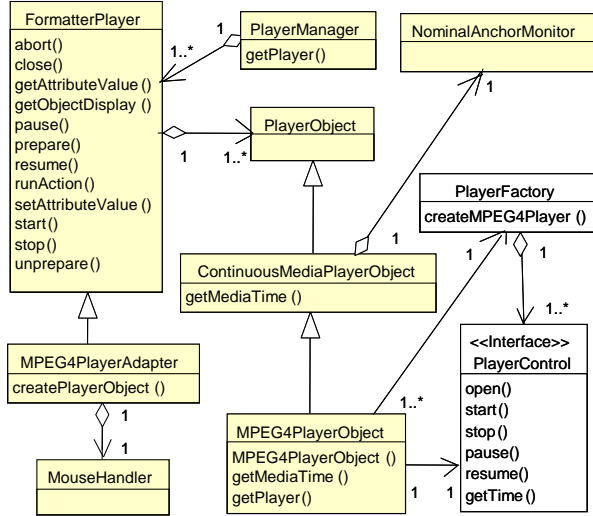 FormatterPlayer
abort()
close()
getAttributeValue ()
getObjectDisplay ()
pause()
prepare()
resume()
runAction()
setAttributeValue ()
start()
stop()
unprepare()
1
1..*
PlayerManager
getPlayer()
NominalAnchorMonitor
1
PlayerObject
1
1..*
PlayerFactory
createMPEG4Player ()
1
1
1
1..*
ContinuousMediaPlayerObject
getMediaTime ()
MPEG4PlayerAdapter
createPlayerObject ()
1
1
MouseHandler
1..*
MPEG4PlayerObject
MPEG4PlayerObject ()
getMediaTime ()
getPlayer()
1
1
<<Interface>>
PlayerControl
open()
start()
stop()
pause()
resume()
getTime()